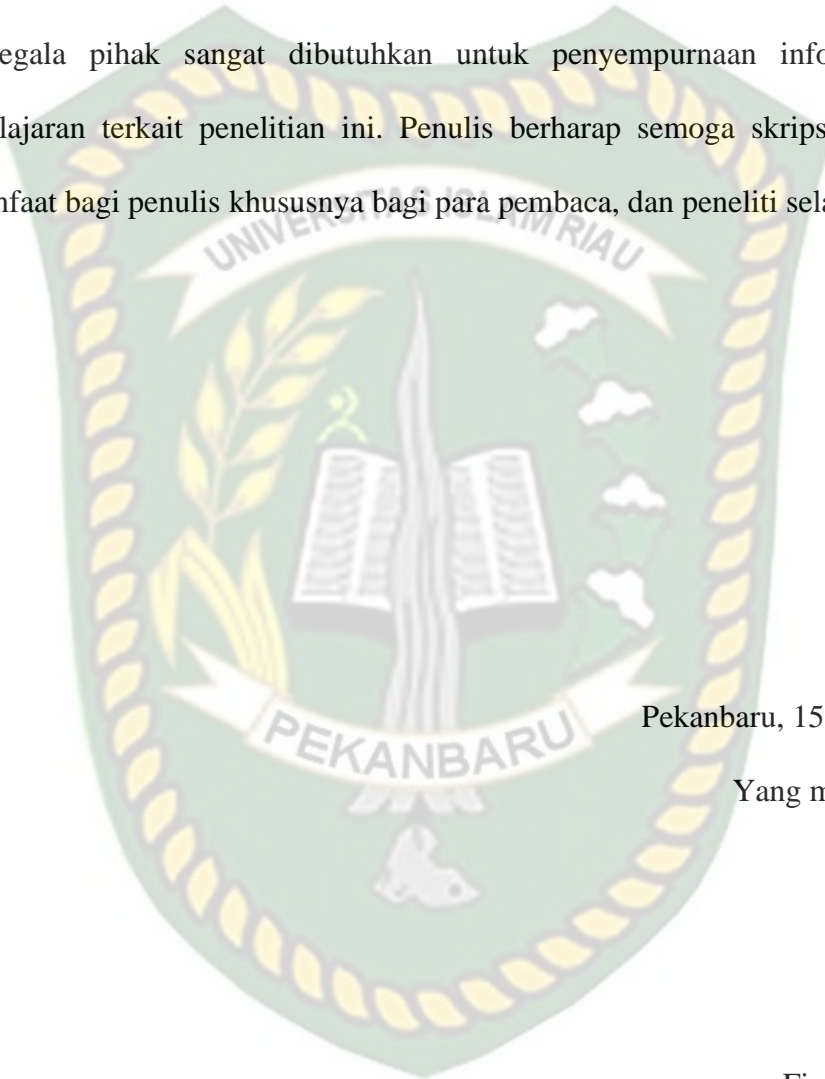 egala pihak sangat dibutuhkan untuk penyempurnaan info
lajaran terkait penelitian ini. Penulis berharap semoga skrips
nfaat bagi penulis khususnya bagi para pembaca, dan peneliti sela
UNIVERSITAS ISLAM RIAU
Pekanbaru, 15
PEKANBARU
Yang m